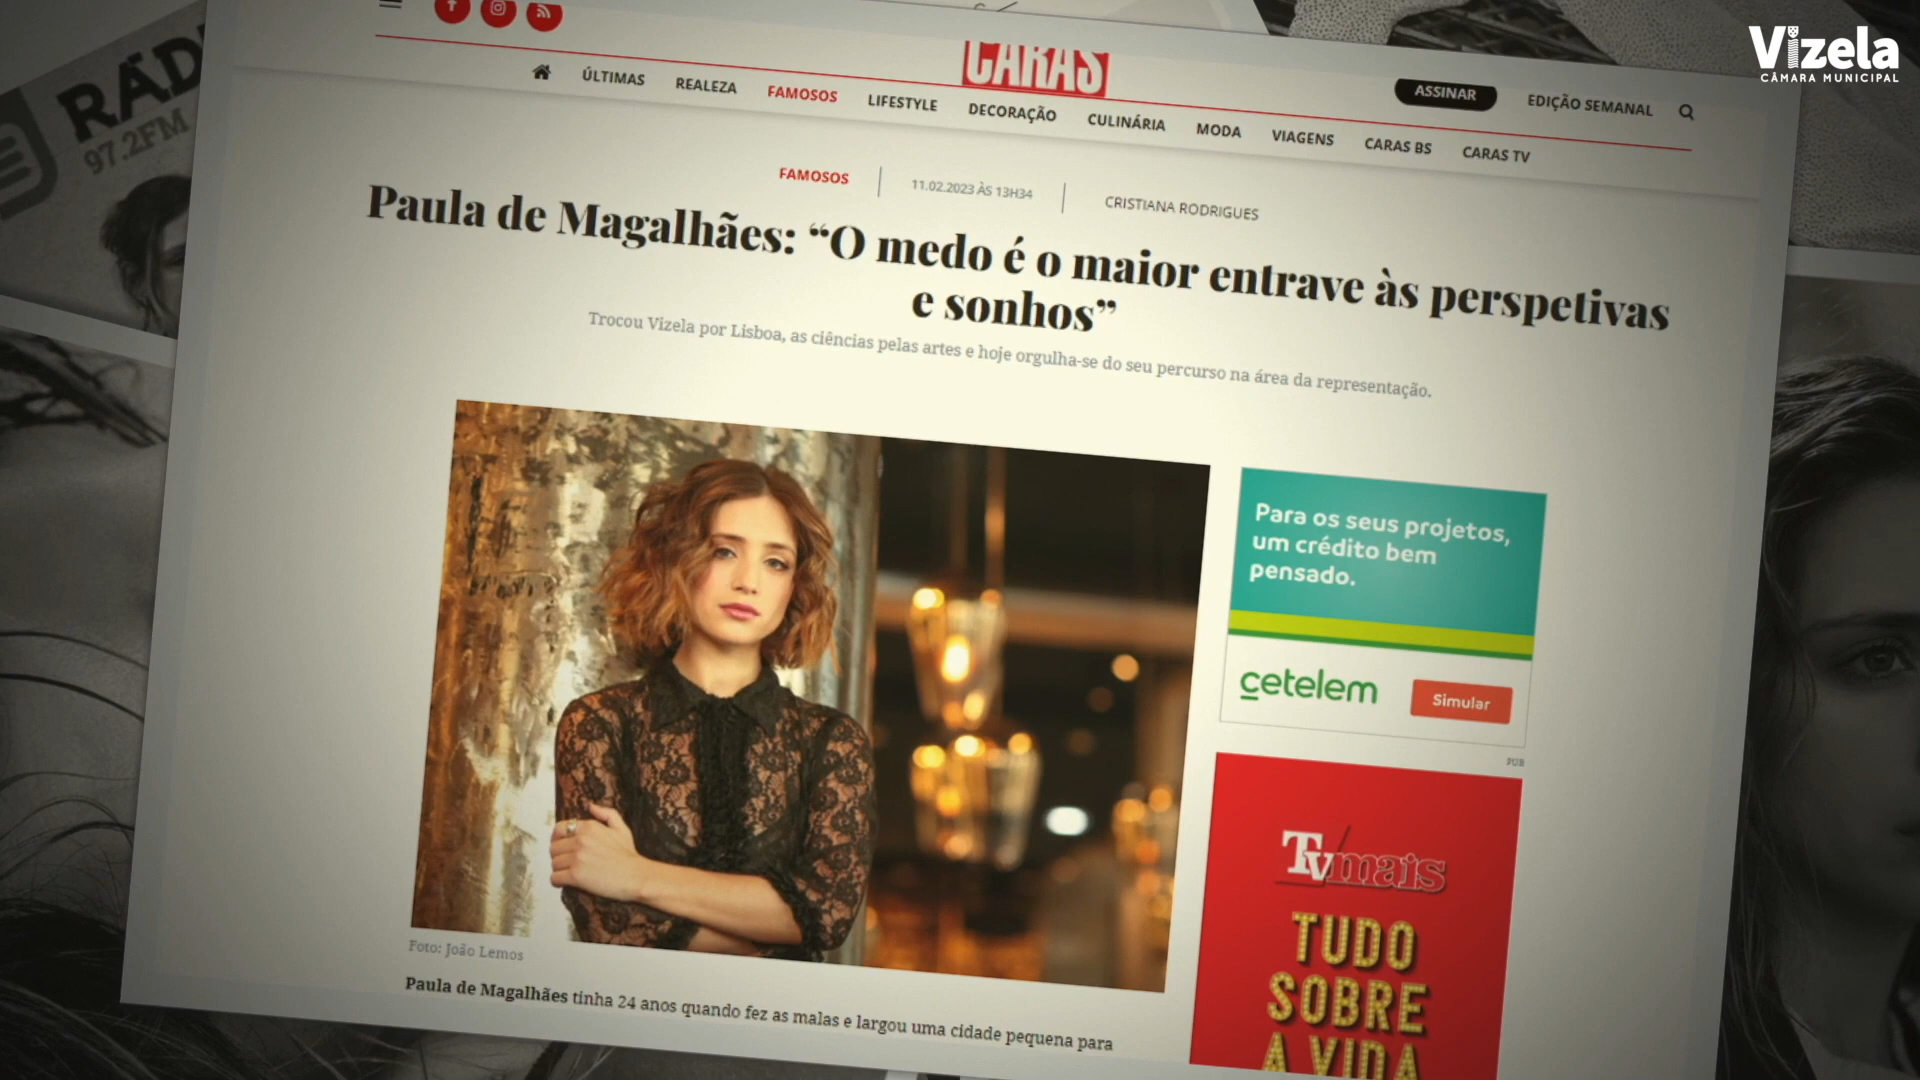 Vizela
CÂMARA MUNICIPAL
RÁD
97.2FM
CARAS
ASSINAR
EDIÇÃO SEMANAL
ÚLTIMAS
REALEZA
FAMOSOS
LIFESTYLE
DECORAÇÃO
CULINÁRIA
MODA
VIAGENS
CARAS BS
CARAS TV
FAMOSOS
11.02.2023 ÀS 13H34
CRISTIANA RODRIGUES
Paula de Magalhães: “O medo é o maior entrave às perspetivas
e sonhos”
Trocou Vizela por Lisboa, as ciências pelas artes e hoje orgulha-se do seu percurso na área da representação.
Para os seus projetos,
um crédito bem
pensado.
cetelem
Simular
PUB
Tvmais
TUDO
SOBRE
A VIDA
Foto: João Lemos
Paula de Magalhães tinha 24 anos quando fez as malas e largou uma cidade pequena para